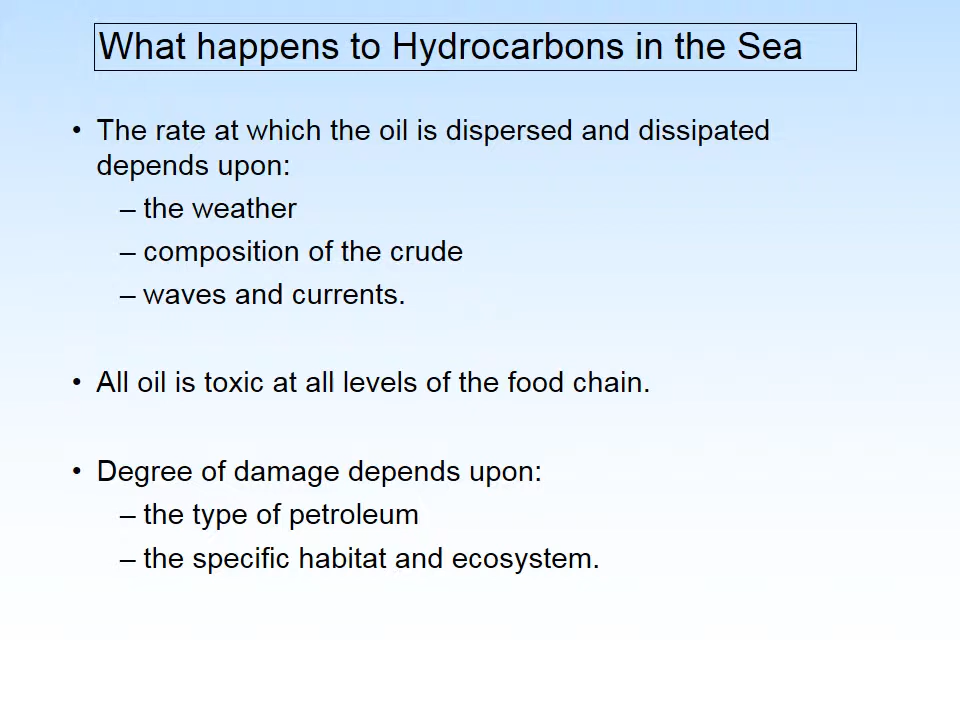 What happens to Hydrocarbons in the Sea
• The rate at which the oil is dispersed and dissipated
depends upon:
– the weather
– composition of the crude
– waves and currents.
• All oil is toxic at all levels of the food chain.
• Degree of damage depends upon:
– the type of petroleum
– the specific habitat and ecosystem.